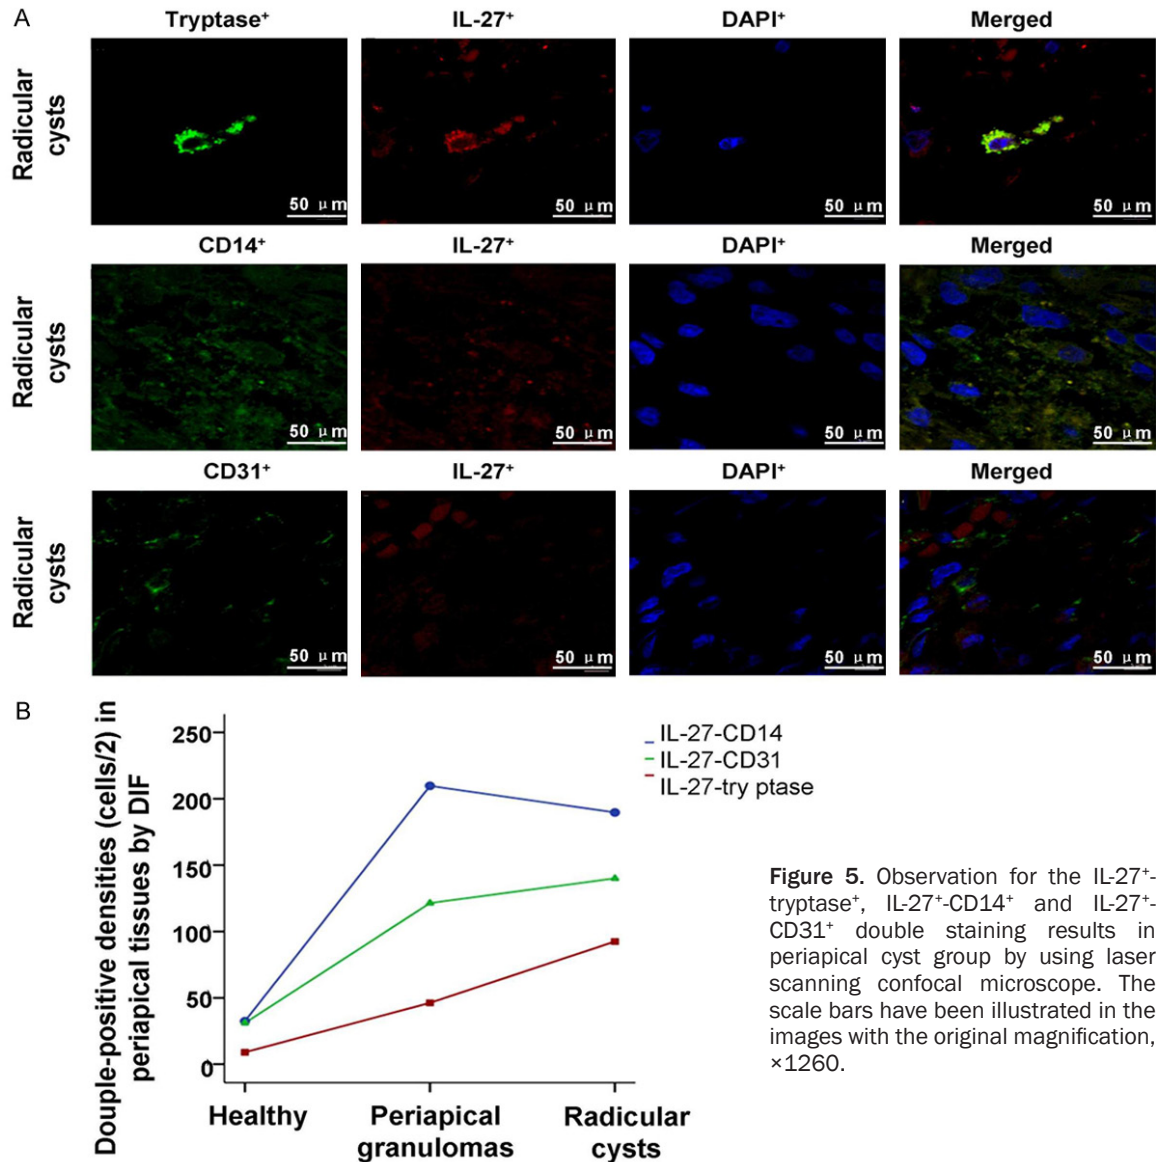 A
Tryptase⁺ IL-27⁺ DAPI⁺ Merged
Radicular
cysts
50 μm 50 μm 50 μm 50 μm
CD14⁺ IL-27⁺ DAPI⁺ Merged
Radicular
cysts
50 μm 50 μm 50 μm 50 μm
CD31⁺ IL-27⁺ DAPI⁺ Merged
Radicular
cysts
50 μm 50 μm 50 μm 50 μm
B
Douple-positive densities (cells/2) in
periapical tissues by DIF
250
200
150
100
50
0
Healthy
Periapical
granulomas
Radicular
cysts
IL-27-CD14
IL-27-CD31
IL-27-try ptase
Figure 5. Observation for the IL-27⁺-
tryptase⁺, IL-27⁺-CD14⁺ and IL-27⁺-
CD31⁺ double staining results in
periapical cyst group by using laser
scanning confocal microscope. The
scale bars have been illustrated in the
images with the original magnification,
×1260.